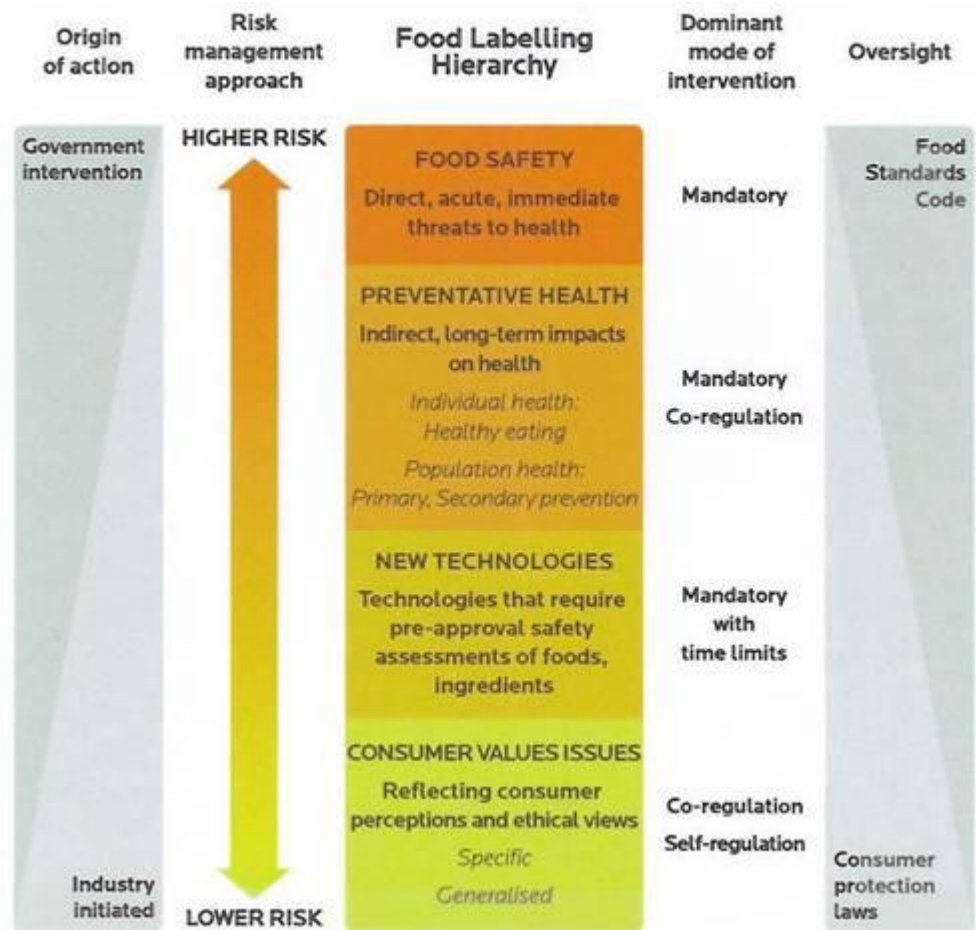 Origin
of action
Risk
management
approach
Food Labelling
Hierarchy
Dominant
mode of
intervention
Oversight
Government
intervention
HIGHER RISK
FOOD SAFETY
Direct, acute, immediate
threats to health
Mandatory
Food
Standards
Code
PREVENTATIVE HEALTH
Indirect, long-term impacts
on health
Individual health:
Healthy eating
Population health:
Primary, Secondary prevention
Mandatory
Co-regulation
NEW TECHNOLOGIES
Technologies that require
pre-approval safety
assessments of foods,
ingredients
Mandatory
with
time limits
CONSUMER VALUES ISSUES
Reflecting consumer
perceptions and ethical views
Specific
Generalised
Co-regulation
Self-regulation
Industry
initiated
LOWER RISK
Consumer
protection
laws